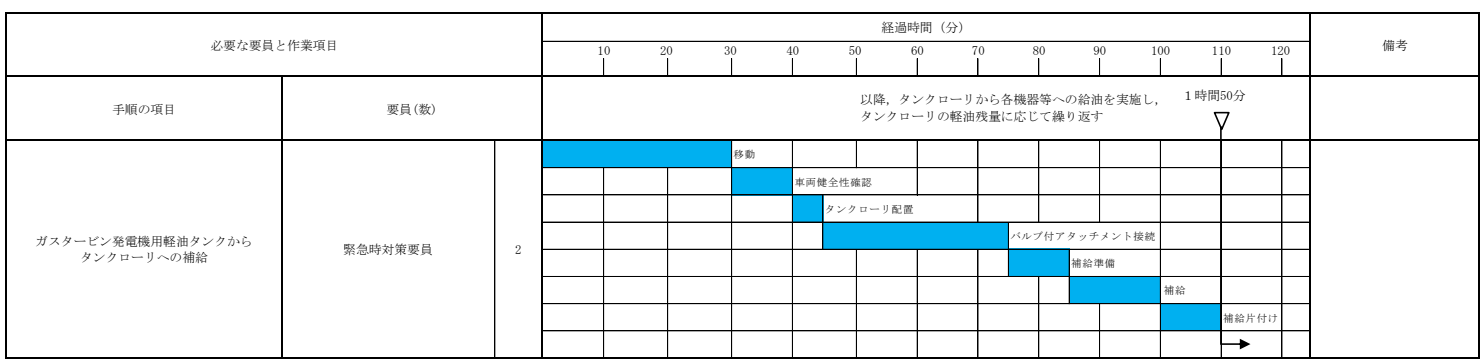 必要な要員と作業項目
経過時間（分）
備考
10 20 30 40 50 60 70 80 90 100 110 120
手順の項目
要員(数)
以降，タンクローリから各機器等への給油を実施し，
タンクローリの軽油残量に応じて繰り返す
１時間50分
ガスタービン発電機用軽油タンクから
タンクローリへの補給
緊急時対策要員
2
移動
車両健全性確認
タンクローリ配置
バルブ付アタッチメント接続
補給準備
補給
補給片付け